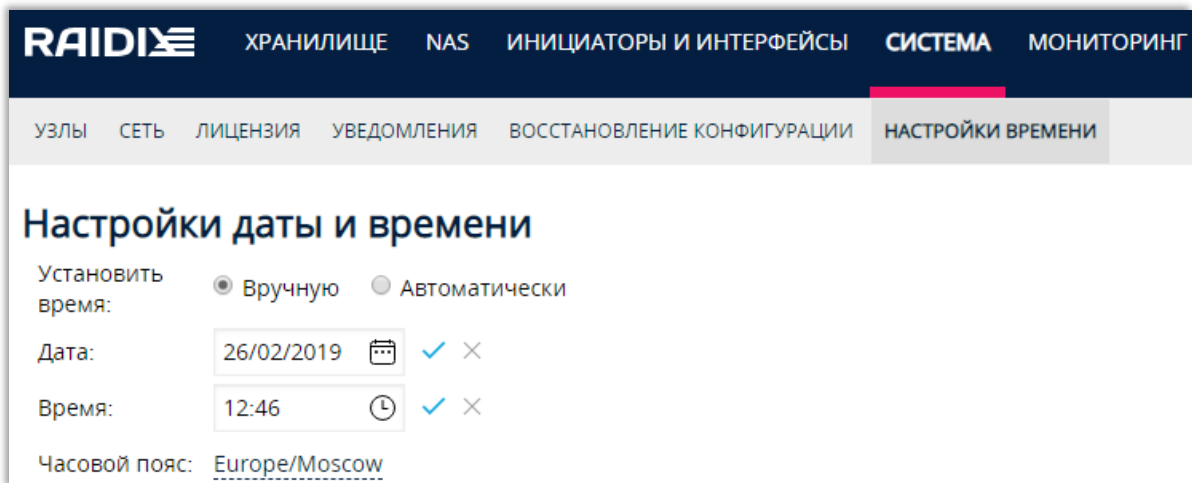 RAIDIX ХРАНИЛИЩЕ NAS ИНИЦИАТОРЫ И ИНТЕРФЕЙСЫ СИСТЕМА МОНИТОРИНГ
УЗЛЫ СЕТЬ ЛИЦЕНЗИЯ УВЕДОМЛЕНИЯ ВОССТАНОВЛЕНИЕ КОНФИГУРАЦИИ НАСТРОЙКИ ВРЕМЕНИ
Настройки даты и времени
Установить
время:
Вручную Автоматически
Дата: 26/02/2019
Время: 12:46
Часовой пояс: Europe/Moscow